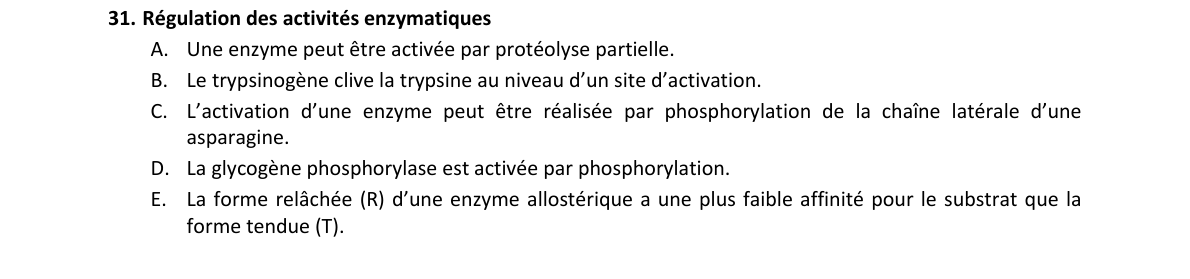 31. Régulation des activités enzymatiques
A. Une enzyme peut être activée par protéolyse partielle.
B. Le trypsinogène clive la trypsine au niveau d’un site d’activation.
C. L’activation d’une enzyme peut être réalisée par phosphorylation de la chaîne latérale d’une
asparagine.
D. La glycogène phosphorylase est activée par phosphorylation.
E. La forme relâchée (R) d’une enzyme allostérique a une plus faible affinité pour le substrat que la
forme tendue (T).